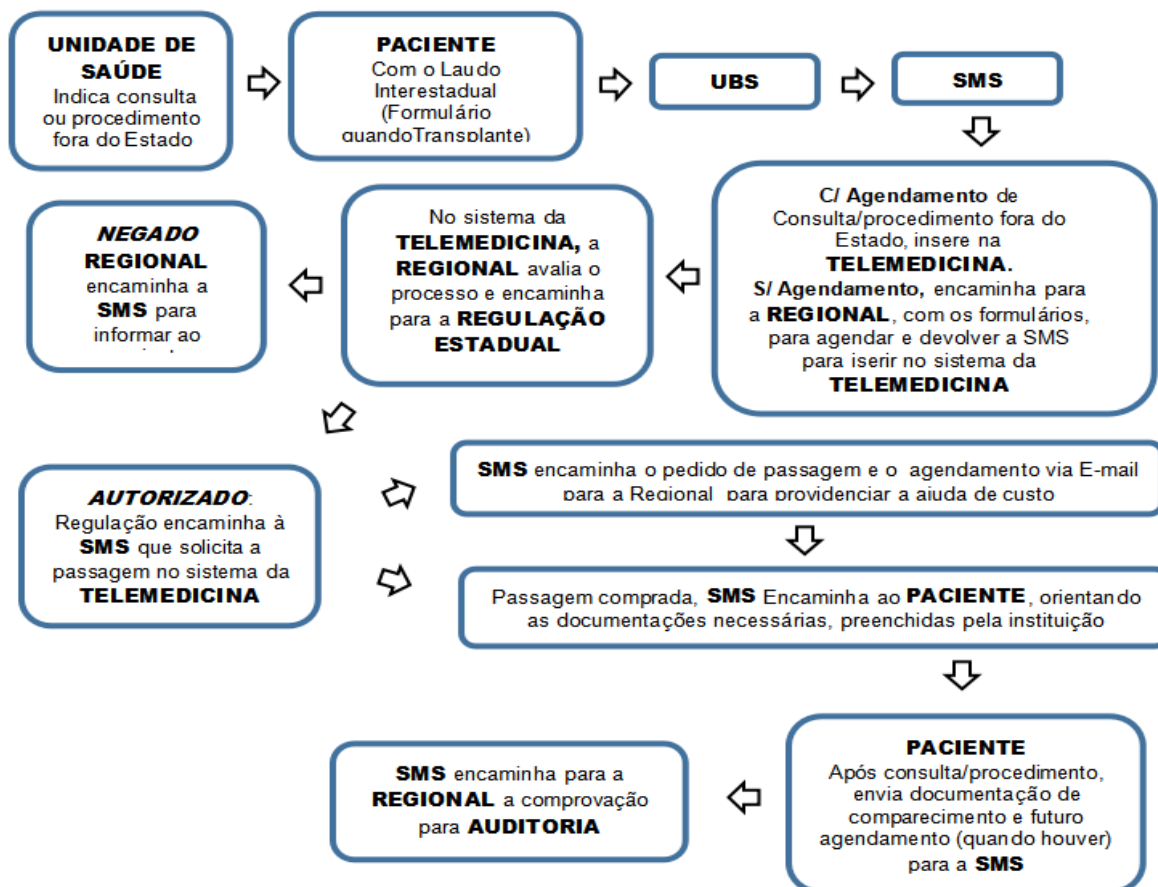 UNIDADE DE
SAÚDE
Indica consulta
ou procedimento
fora do Estado
PACIENTE
Com o Laudo
Interestadual
(Formulário
quandoTransplante)
UBS
SMS
C/ Agendamento de
Consulta/procedimento fora do
Estado, insere na
TELEMEDICINA.
S/ Agendamento, encaminha para
a REGIONAL, com os formulários,
para agendar e devolver a SMS
para iserir no sistema da
TELEMEDICINA
No sistema da
TELEMEDICINA, a
REGIONAL avalia o
processo e encaminha
para a REGULAÇÃO
ESTADUAL
NEGADO
REGIONAL
encaminha a
SMS para
informar ao
AUTORIZADO:
Regulação encaminha à
SMS que solicita a
passagem no sistema da
TELEMEDICINA
SMS encaminha o pedido de passagem e o agendamento via E-mail
para a Regional para providenciar a ajuda de custo
Passagem comprada, SMS Encaminha ao PACIENTE, orientando
as documentações necessárias, preenchidas pela instituição
PACIENTE
Após consulta/procedimento,
envia documentação de
comparecimento e futuro
agendamento (quando houver)
para a SMS
SMS encaminha para a
REGIONAL a comprovação
para AUDITORIA